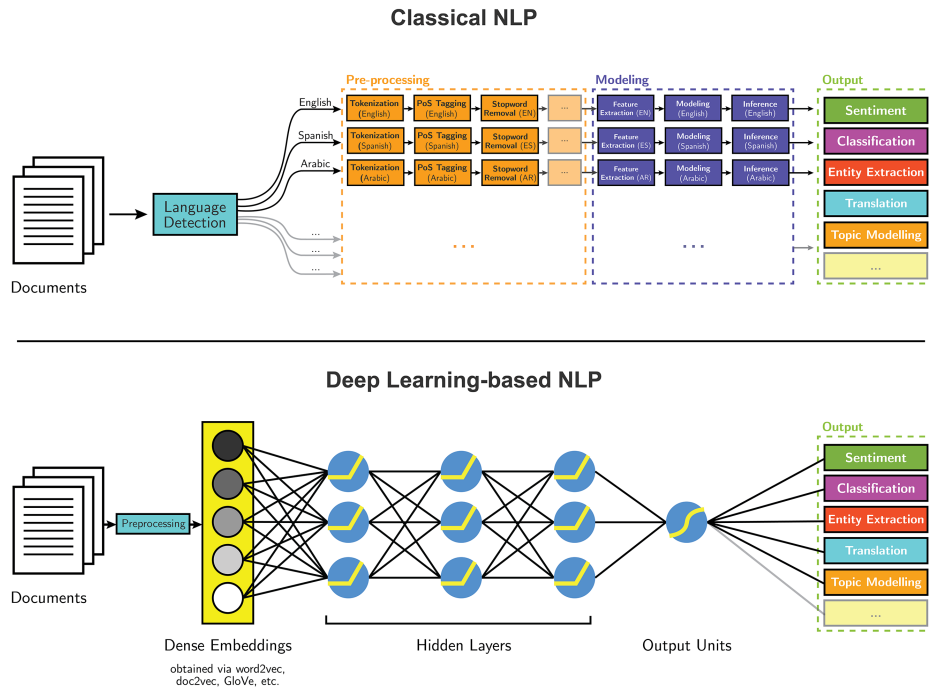 Classical NLP
Pre-processing
Modeling
Output
English
Tokenization
(English)
PoS Tagging
(English)
Stopword
Removal (EN)
...
Feature
Extraction (EN)
Modeling
(English)
Inference
(English)
Sentiment
Spanish
Tokenization
(Spanish)
PoS Tagging
(Spanish)
Stopword
Removal (ES)
...
Feature
Extraction (ES)
Modeling
(Spanish)
Inference
(Spanish)
Classification
Arabic
Tokenization
(Arabic)
PoS Tagging
(Arabic)
Stopword
Removal (AR)
...
Feature
Extraction (AR)
Modeling
(Arabic)
Inference
(Arabic)
Entity Extraction
Language
Detection
Translation
...
...
...
...
...
Topic Modelling
...
Documents
Deep Learning-based NLP
Output
Sentiment
Classification
Preprocessing
Entity Extraction
Translation
Topic Modelling
...
Documents
Dense Embeddings
Hidden Layers
Output Units
obtained via word2vec,
doc2vec, GloVe, etc.